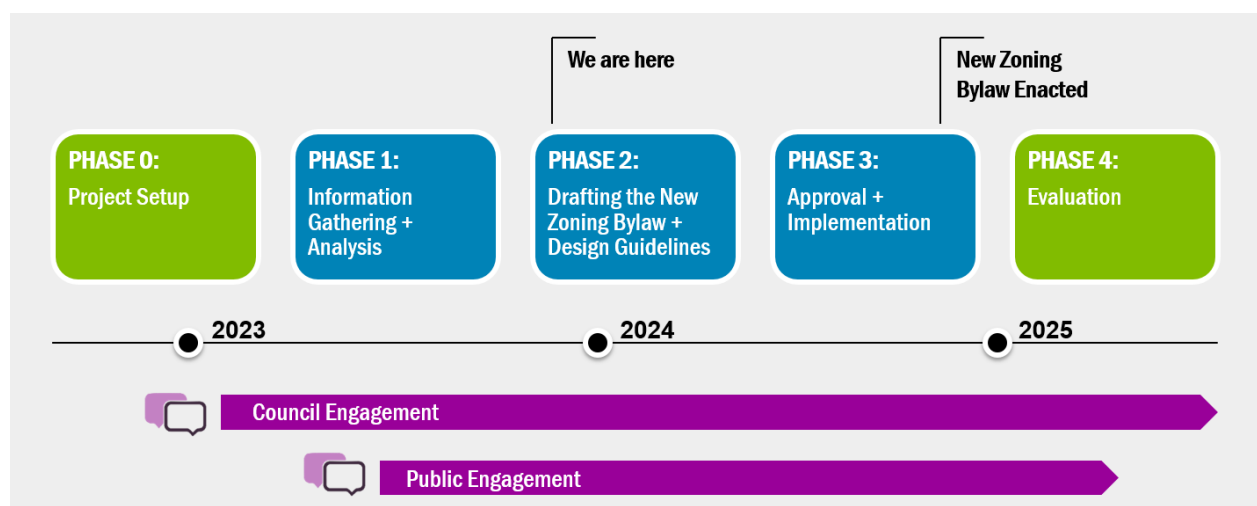 We are here
New Zoning
Bylaw Enacted
PHASE 0:
Project Setup
PHASE 1:
Information
Gathering +
Analysis
PHASE 2:
Drafting the New
Zoning Bylaw +
Design Guidelines
PHASE 3:
Approval +
Implementation
PHASE 4:
Evaluation
2023
2024
2025
Council Engagement
Public Engagement